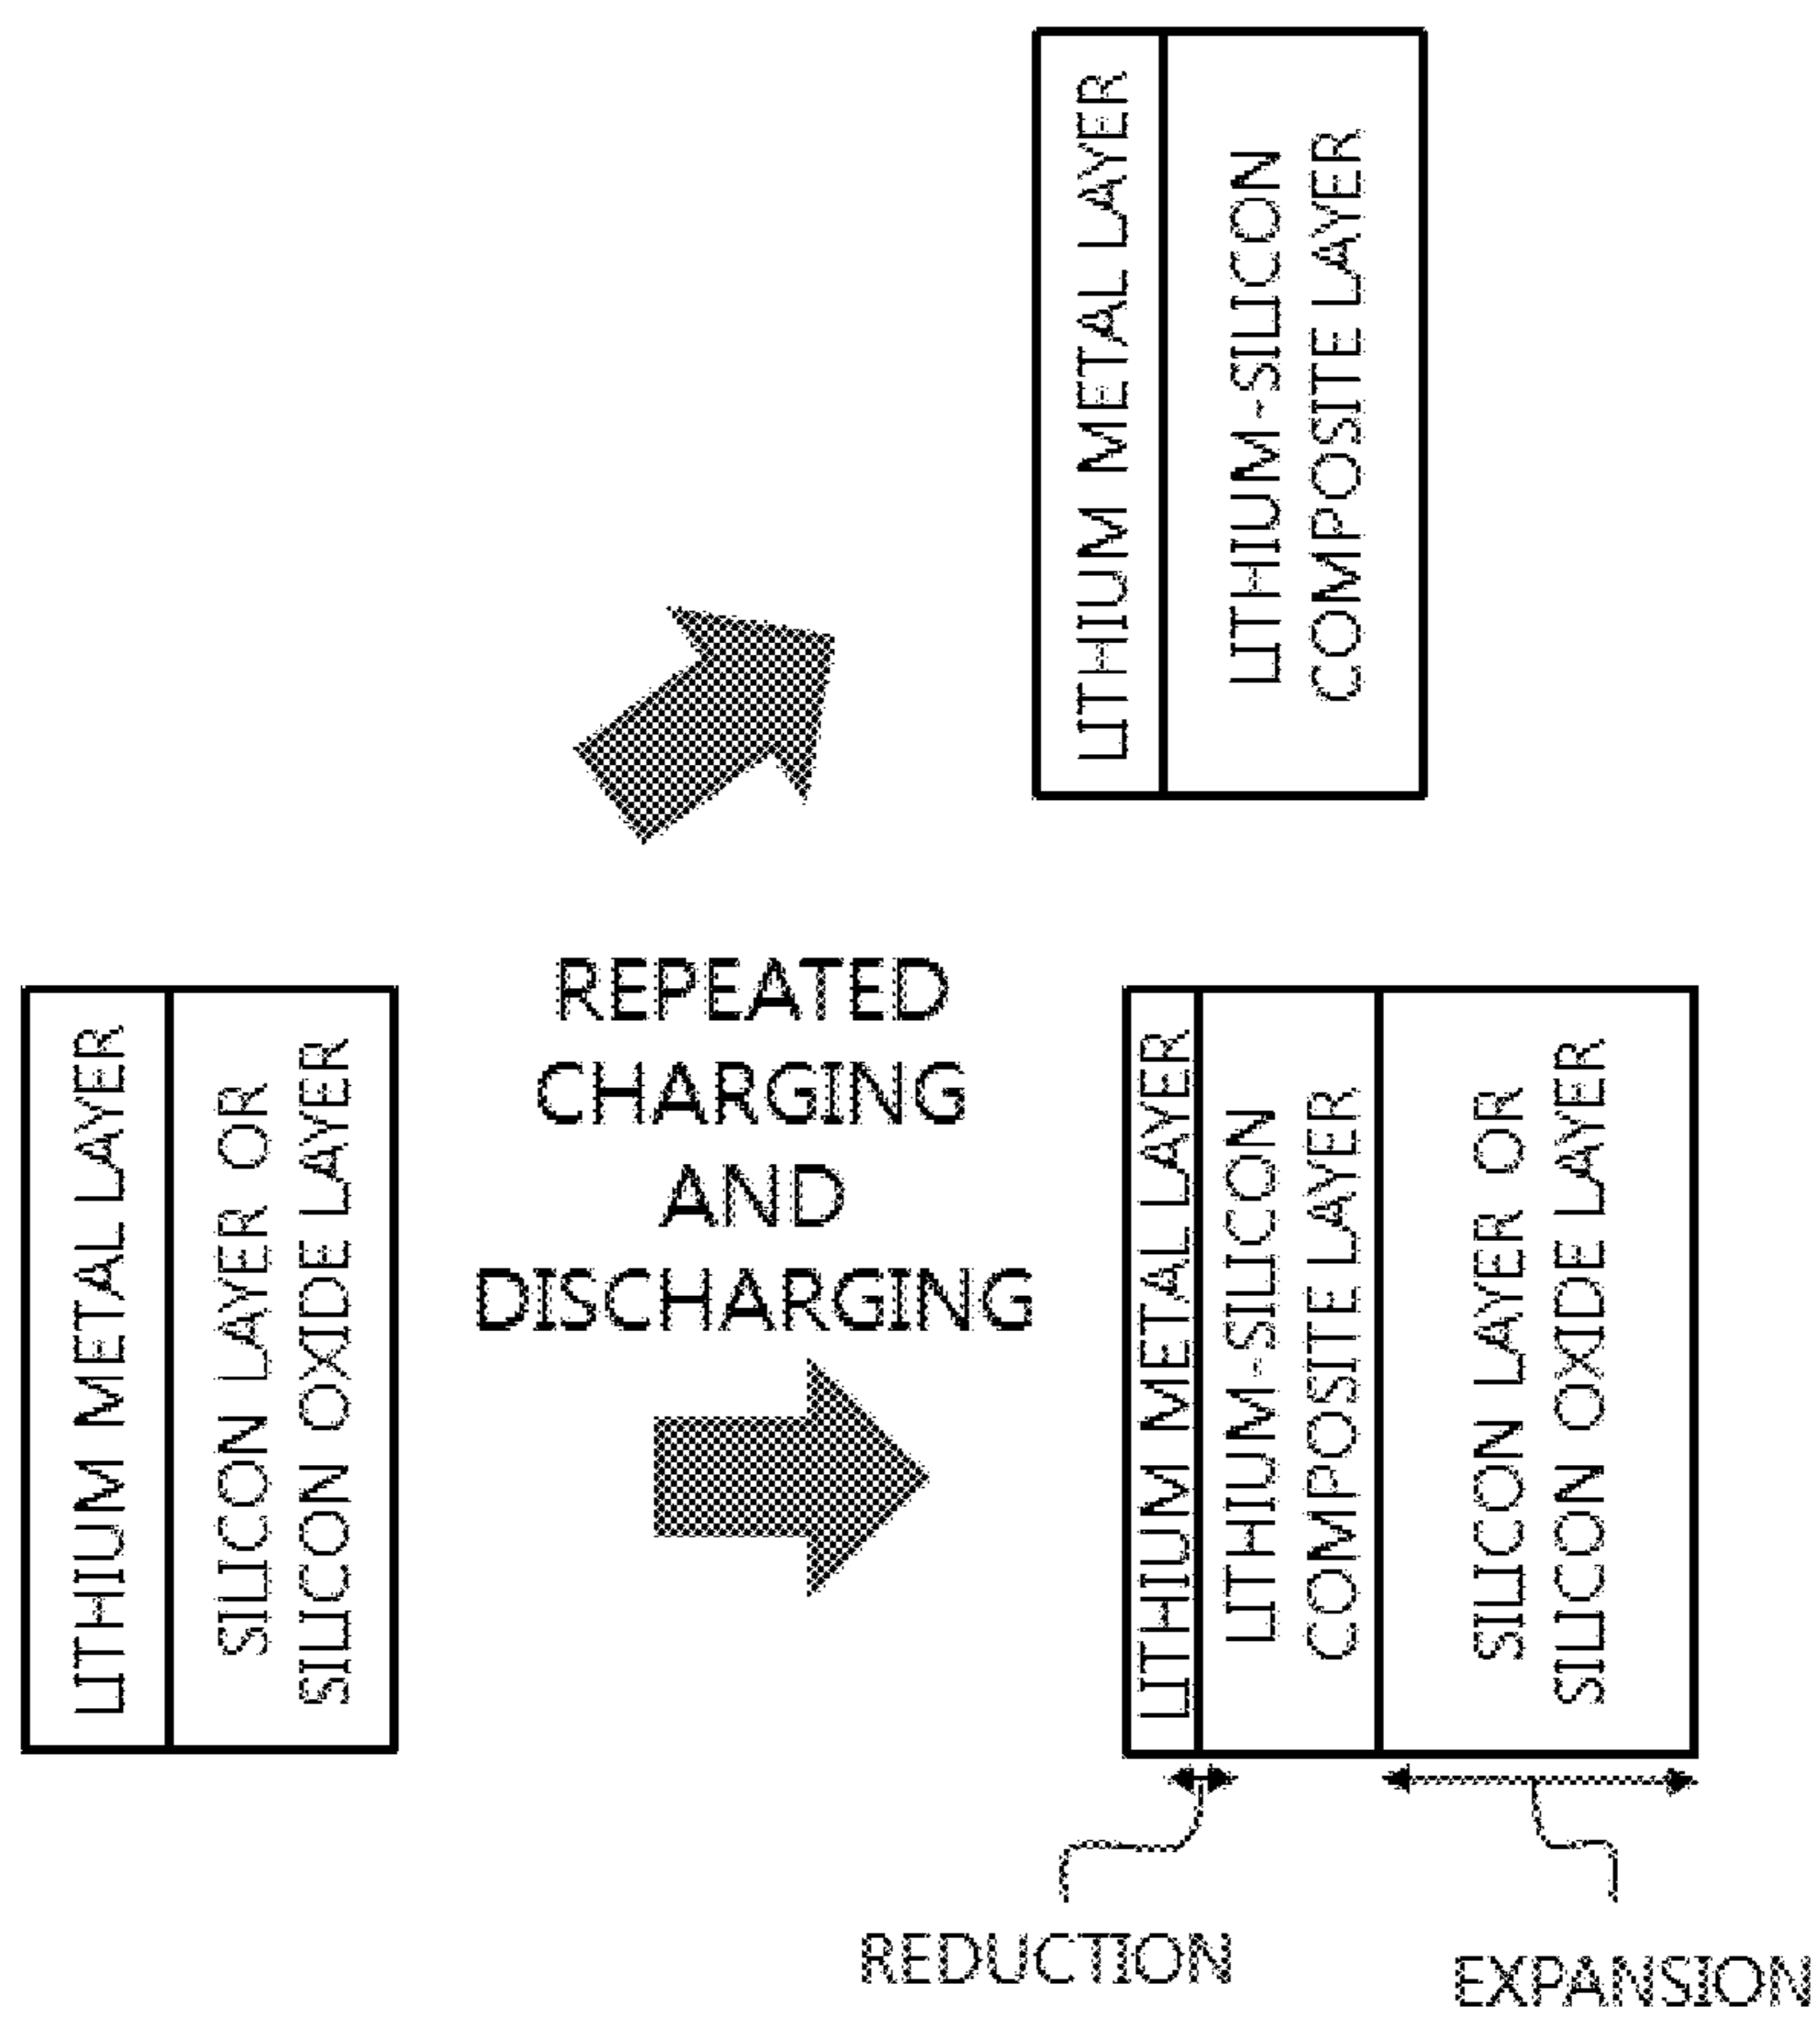 LITHIUM METAL LAYER
LITHIUM-SILICON
COMPOSITE LAYER
LITHIUM METAL LAYER
SILICON LAYER OR
SILICON OXIDE LAYER
REPEATED
CHARGING
AND
DISCHARGING
LITHIUM METAL LAYER
LITHIUM-SILICON
COMPOSITE LAYER
SILICON LAYER OR
SILICON OXIDE LAYER
REDUCTION
EXPANSION